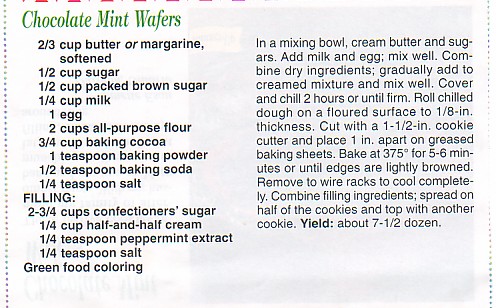 Chocolate Mint Wafers
2/3 cup butter or margarine,
softened
1/2 cup sugar
1/2 cup packed brown sugar
1/4 cup milk
1 egg
2 cups all-purpose flour
3/4 cup baking cocoa
1 teaspoon baking powder
1/2 teaspoon baking soda
1/4 teaspoon salt
FILLING:
2-3/4 cups confectioners' sugar
1/4 cup half-and-half cream
1/4 teaspoon peppermint extract
1/4 teaspoon salt
Green food coloring
In a mixing bowl, cream butter and sug-
ars. Add milk and egg; mix well. Com-
bine dry ingredients; gradually add to
creamed mixture and mix well. Cover
and chill 2 hours or until firm. Roll chilled
dough on a floured surface to 1/8-in.
thickness. Cut with a 1-1/2-in. cookie
cutter and place 1 in. apart on greased
baking sheets. Bake at 375° for 5-6 min-
utes or until edges are lightly browned.
Remove to wire racks to cool complete-
ly. Combine filling ingredients; spread on
half of the cookies and top with another
cookie. Yield: about 7-1/2 dozen.